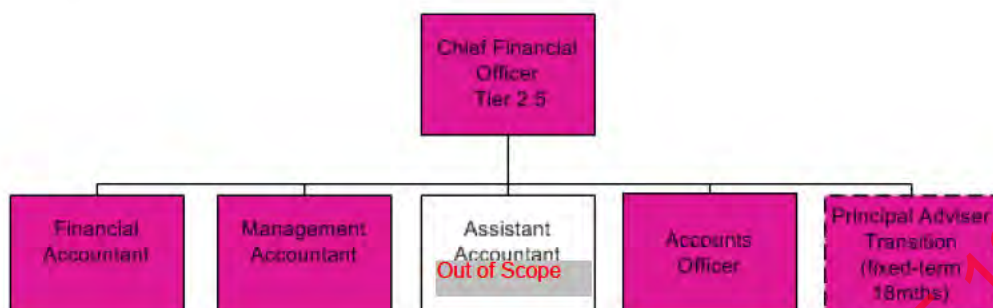 Chief Financial
Officer
Tier 2.5
Financial
Accountant
Management
Accountant
Assistant
Accountant
Out of Scope
Accounts
Officer
Principal Adviser
Transition
(fixed-term
18mths)